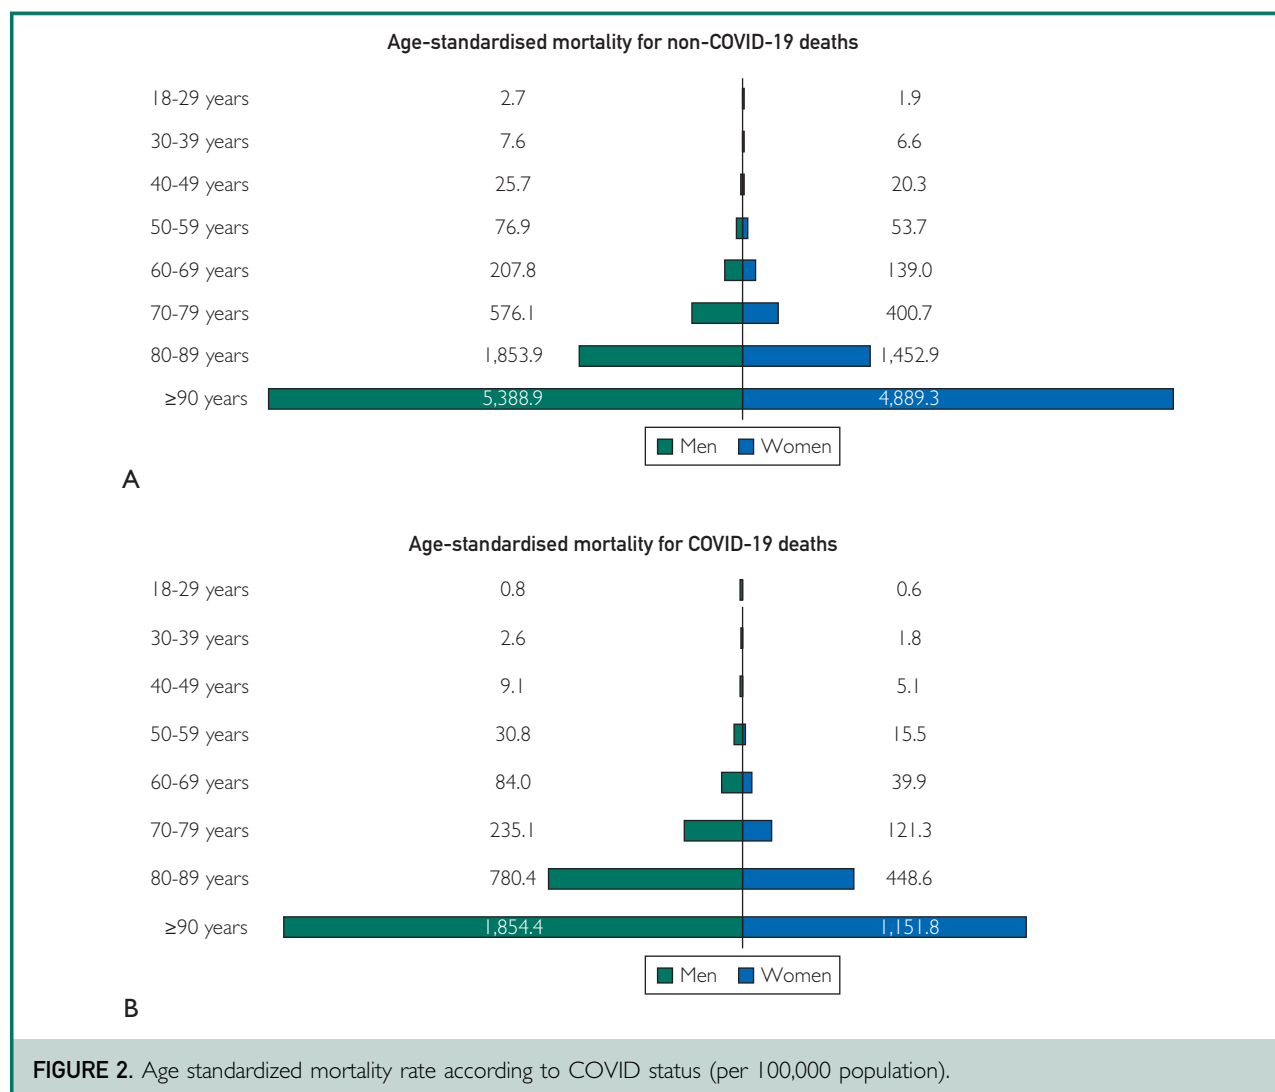 Age-standardised mortality for non-COVID-19 deaths
18-29 years 2.7 1.9
30-39 years 7.6 6.6
40-49 years 25.7 20.3
50-59 years 76.9 53.7
60-69 years 207.8 139.0
70-79 years 576.1 400.7
80-89 years 1,853.9 1,452.9
≥90 years 5,388.9 4,889.3
Men Women
A
Age-standardised mortality for COVID-19 deaths
18-29 years 0.8 0.6
30-39 years 2.6 1.8
40-49 years 9.1 5.1
50-59 years 30.8 15.5
60-69 years 84.0 39.9
70-79 years 235.1 121.3
80-89 years 780.4 448.6
≥90 years 1,854.4 1,151.8
Men Women
B
FIGURE 2. Age standardized mortality rate according to COVID status (per 100,000 population).